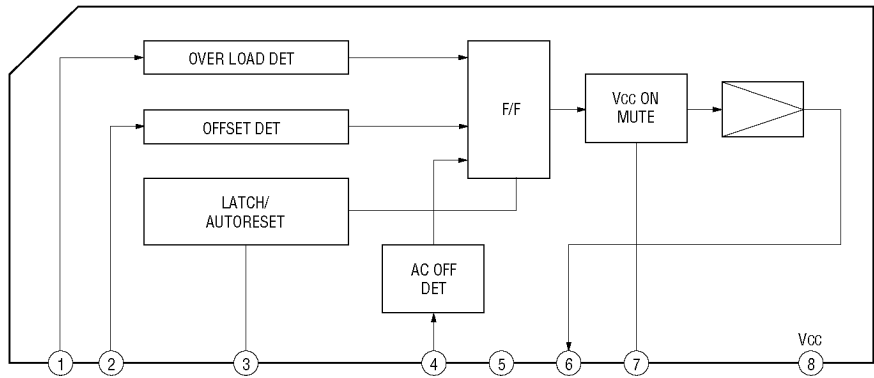 OVER LOAD DET
OFFSET DET
LATCH/
AUTORESET
F/F
VCC ON
MUTE
AC OFF
DET
VCC
1 2 3 4 5 6 7 8